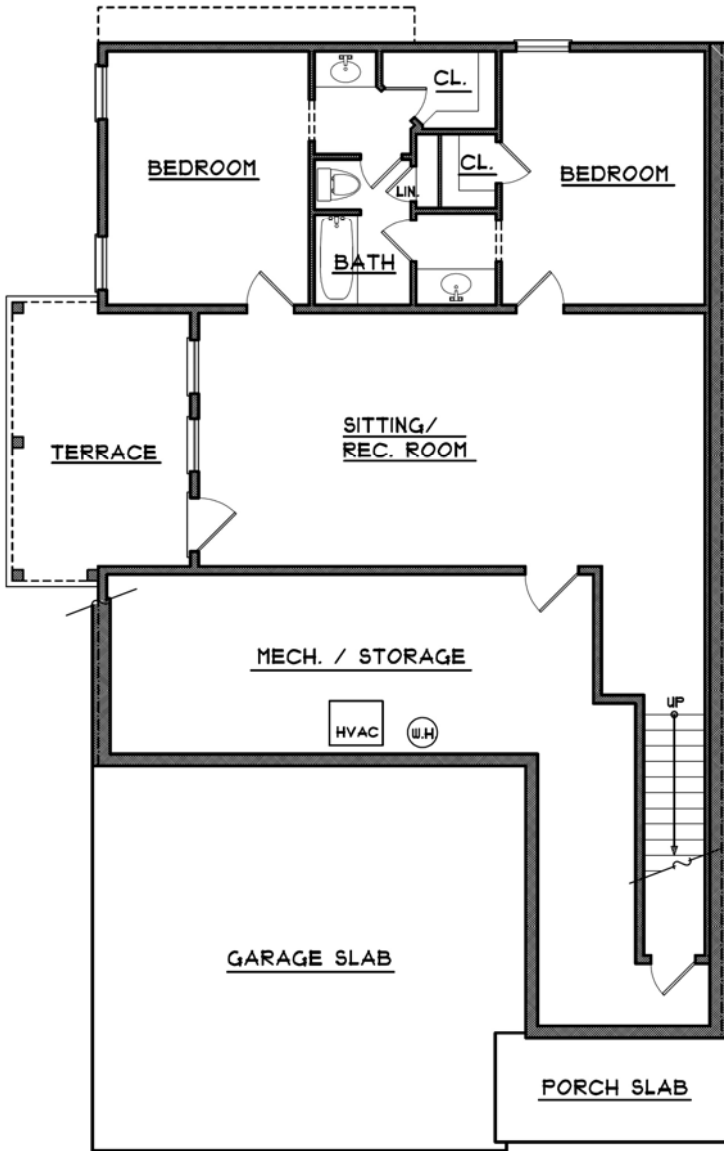 CL.
BEDROOM
CL.
BEDROOM
LIN.
BATH
SITTING/
REC. ROOM
TERRACE
MECH. / STORAGE
UP
HVAC
W.H
GARAGE SLAB
PORCH SLAB